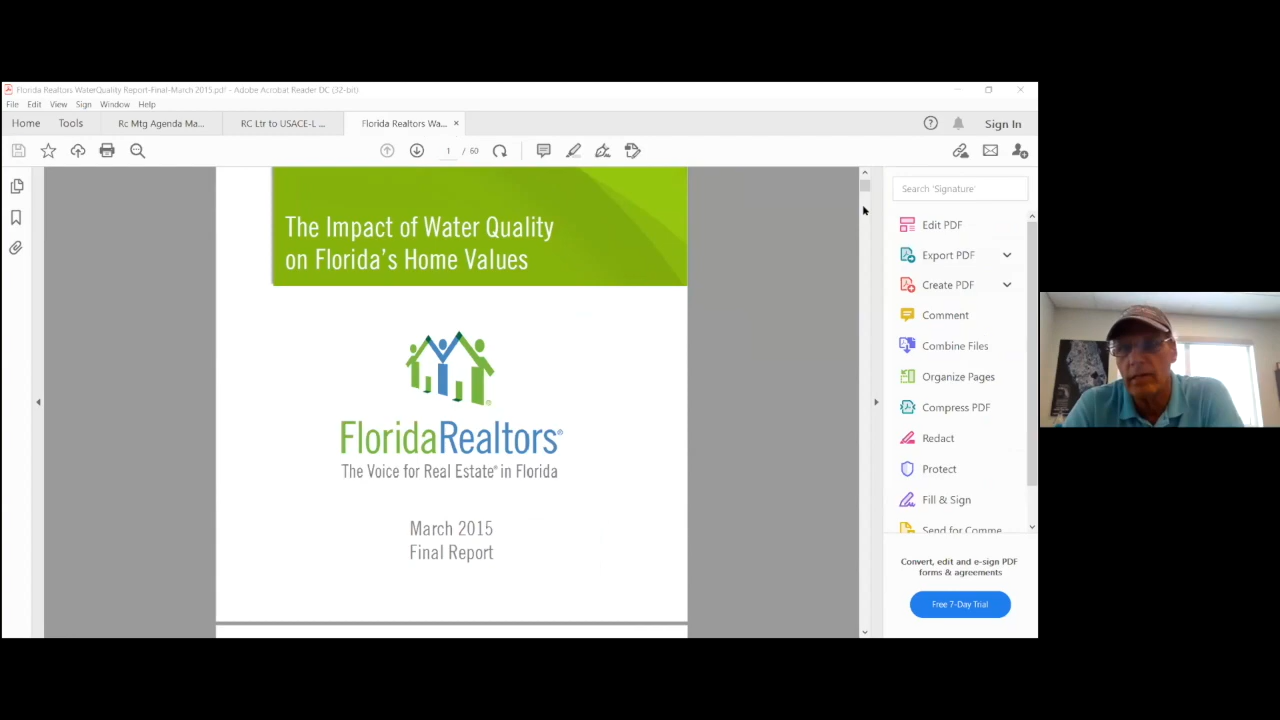 Florida Realtors WaterQuality Report-Final-March 2015.pdf - Adobe Acrobat Reader DC (32-bit)
File Edit View Sign Window Help
Home Tools Rc Mtg Agenda Ma... RC Ltr to USACE-L ... Florida Realtors Wa... × Sign In
1 / 60
Search 'Signature'
The Impact of Water Quality
on Florida's Home Values
FloridaRealtors®
The Voice for Real Estate® in Florida
March 2015
Final Report
Edit PDF
Export PDF
Create PDF
Comment
Combine Files
Organize Pages
Compress PDF
Redact
Protect
Fill & Sign
Send for Comme
Convert, edit and e-sign PDF
forms & agreements
Free 7-Day Trial